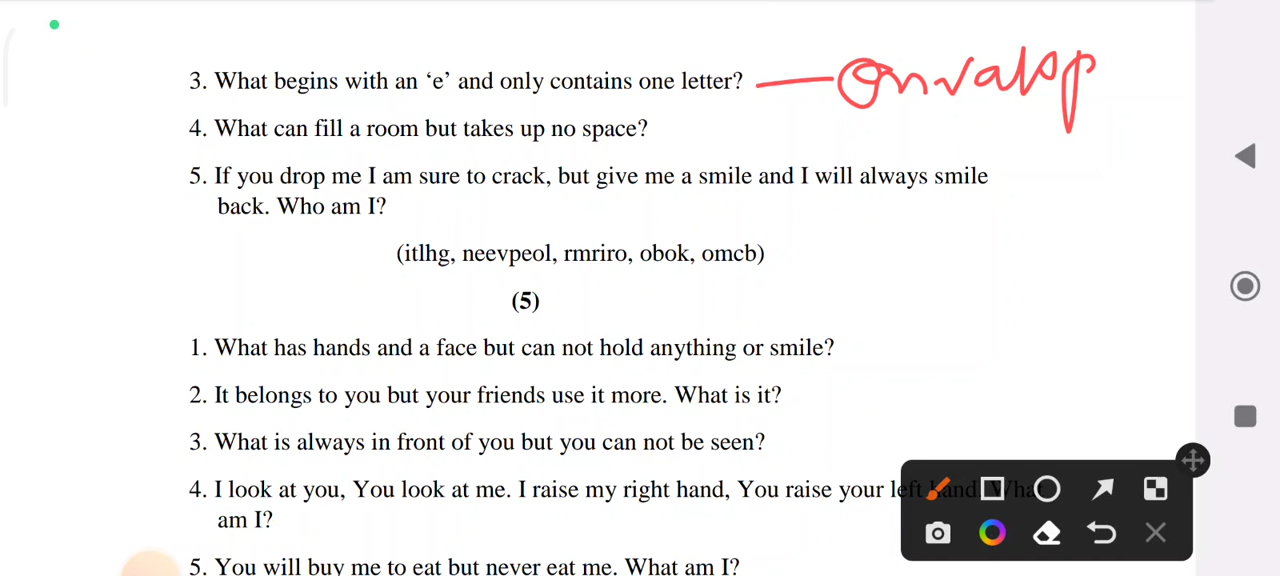 3. What begins with an ‘e’ and only contains one letter?
4. What can fill a room but takes up no space?
5. If you drop me I am sure to crack, but give me a smile and I will always smile
back. Who am I?
(itlhg, neevpeol, rmriro, obok, omcb)
(5)
1. What has hands and a face but can not hold anything or smile?
2. It belongs to you but your friends use it more. What is it?
3. What is always in front of you but you can not be seen?
4. I look at you, You look at me. I raise my right hand, You raise your left hand. What
am I?
5. You will buy me to eat but never eat me. What am I?